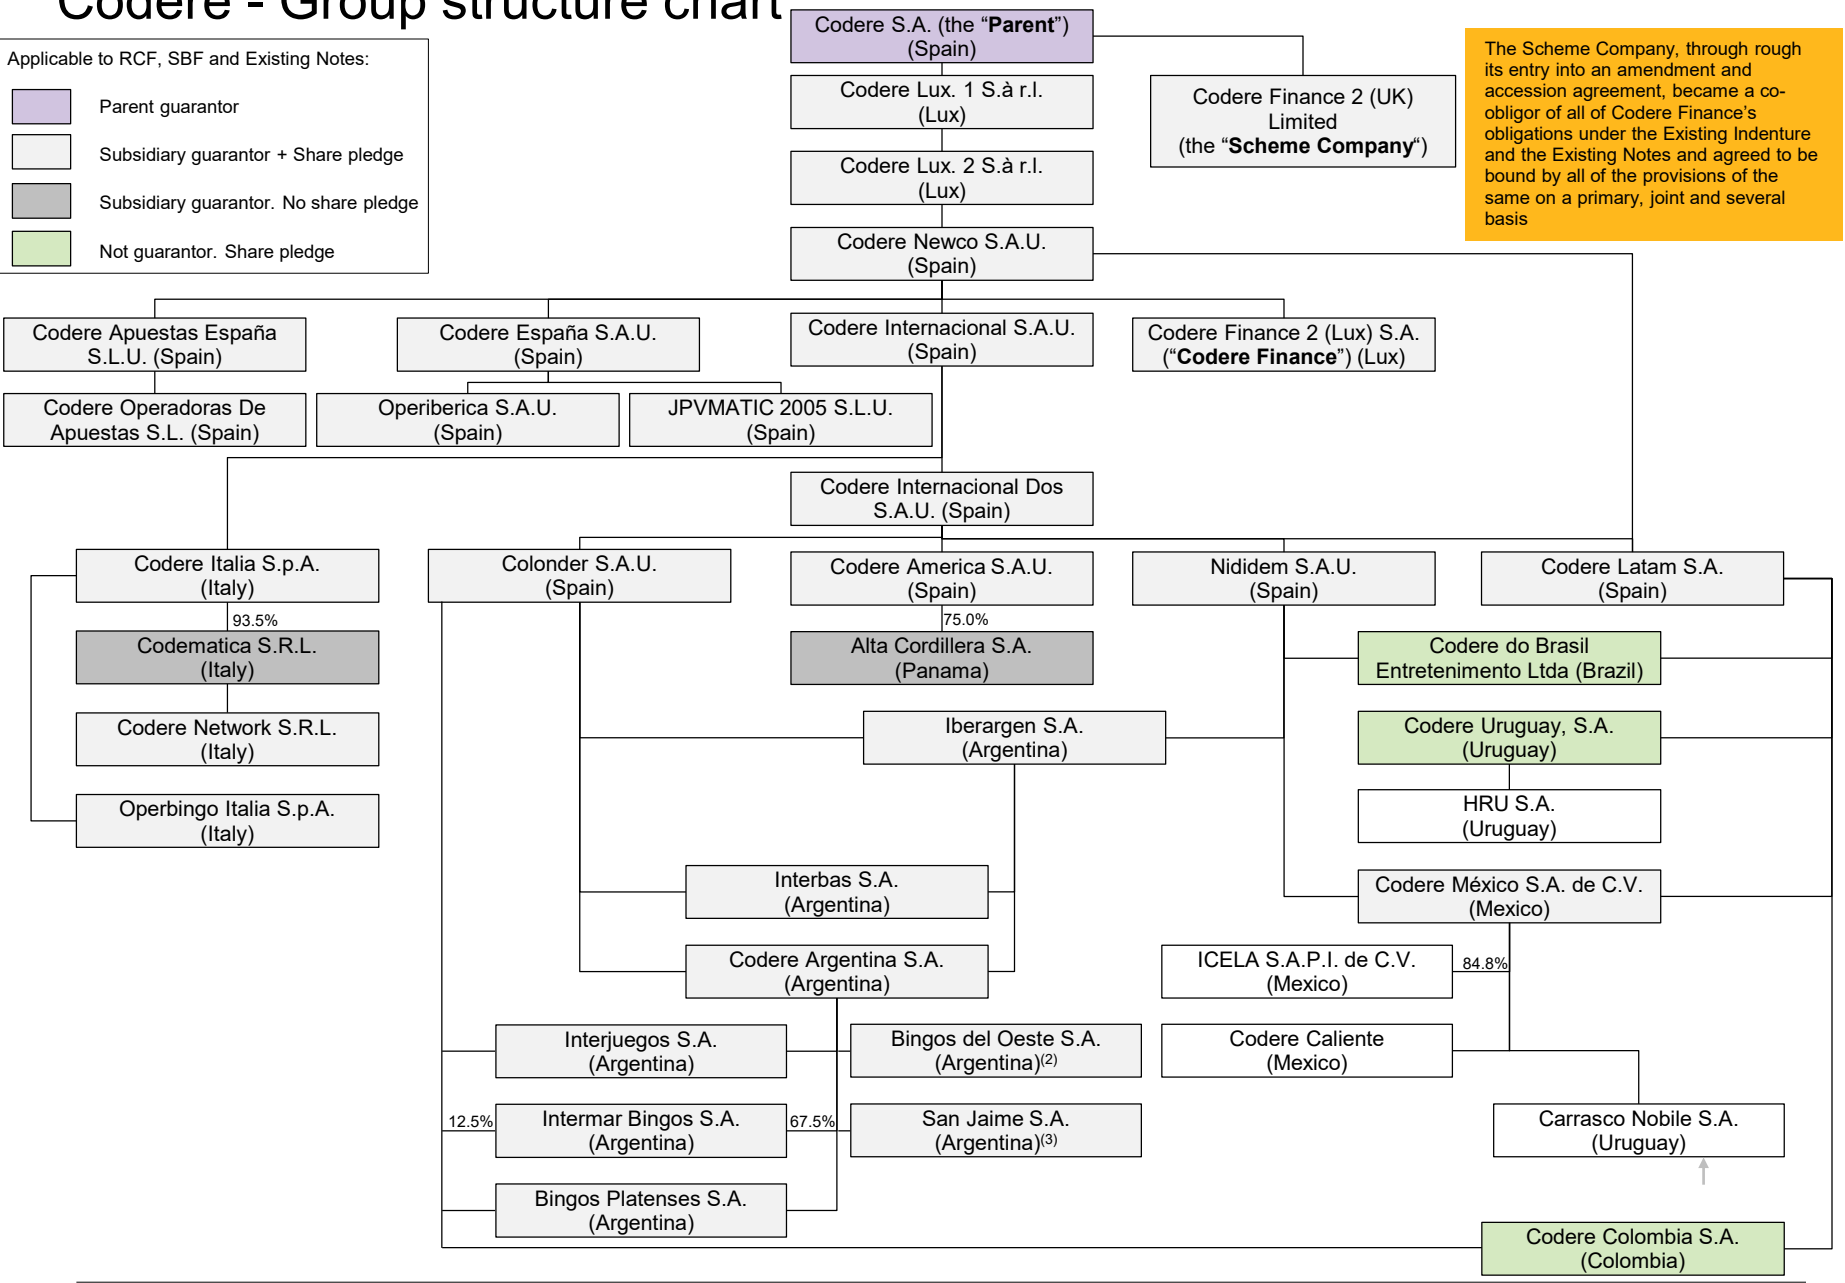 Codere - Group structure chart
Applicable to RCF, SBF and Existing Notes:
Parent guarantor
Subsidiary guarantor + Share pledge
Subsidiary guarantor. No share pledge
Not guarantor. Share pledge
Codere S.A. (the “Parent”)
(Spain)
Codere Lux. 1 S.à r.l.
(Lux)
Codere Lux. 2 S.à r.l.
(Lux)
Codere Newco S.A.U.
(Spain)
Codere Finance 2 (UK)
Limited
(the “Scheme Company“)
The Scheme Company, through rough
its entry into an amendment and
accession agreement, became a co-
obligor of all of Codere Finance’s
obligations under the Existing Indenture
and the Existing Notes and agreed to be
bound by all of the provisions of the
same on a primary, joint and several
basis
Codere Apuestas España
S.L.U. (Spain)
Codere España S.A.U.
(Spain)
Codere Internacional S.A.U.
(Spain)
Codere Finance 2 (Lux) S.A.
(“Codere Finance”) (Lux)
Codere Operadoras De
Apuestas S.L. (Spain)
Operiberica S.A.U.
(Spain)
JPVMATIC 2005 S.L.U.
(Spain)
Codere Internacional Dos
S.A.U. (Spain)
Codere Italia S.p.A.
(Italy)
Colonder S.A.U.
(Spain)
Codere America S.A.U.
(Spain)
Nididem S.A.U.
(Spain)
Codere Latam S.A.
(Spain)
93.5%
75.0%
Codematica S.R.L.
(Italy)
Alta Cordillera S.A.
(Panama)
Codere do Brasil
Entretenimento Ltda (Brazil)
Codere Network S.R.L.
(Italy)
Iberargen S.A.
(Argentina)
Codere Uruguay, S.A.
(Uruguay)
Operbingo Italia S.p.A.
(Italy)
HRU S.A.
(Uruguay)
Interbas S.A.
(Argentina)
Codere México S.A. de C.V.
(Mexico)
Codere Argentina S.A.
(Argentina)
ICELA S.A.P.I. de C.V.
(Mexico)
84.8%
Interjuegos S.A.
(Argentina)
Bingos del Oeste S.A.
(Argentina)(2)
Codere Caliente
(Mexico)
12.5%
Intermar Bingos S.A.
(Argentina)
67.5%
San Jaime S.A.
(Argentina)(3)
Carrasco Nobile S.A.
(Uruguay)
Bingos Platenses S.A.
(Argentina)
Codere Colombia S.A.
(Colombia)